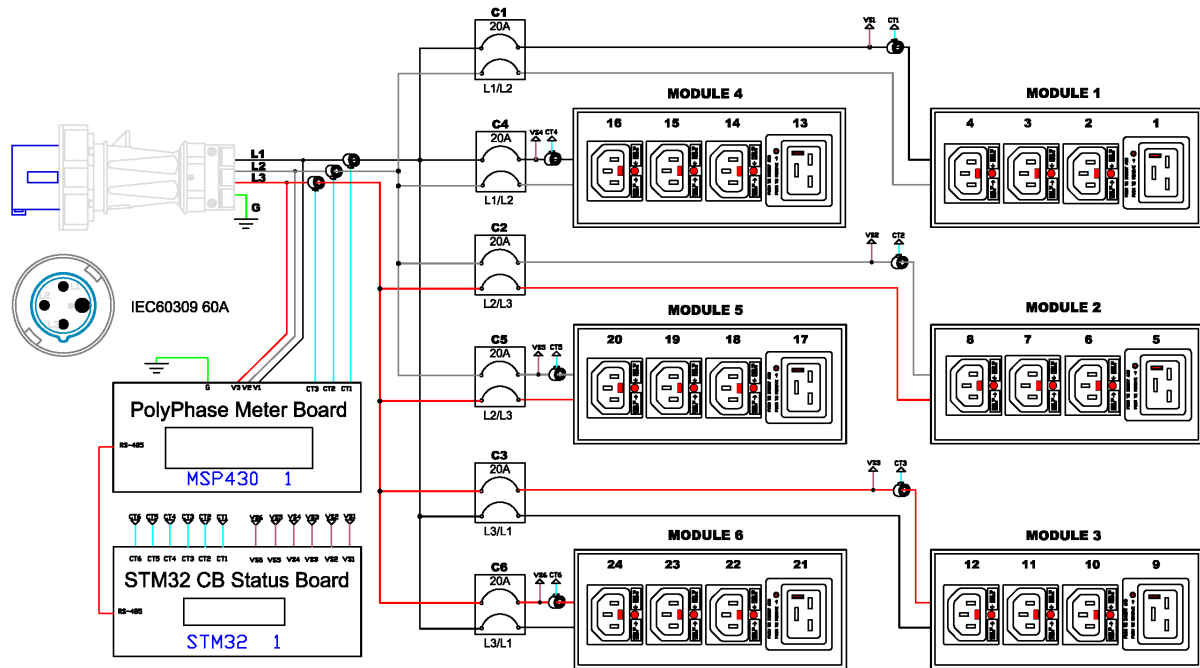 C1
20A
L1/L2
VS1
CT1
MODULE 4
MODULE 1
C4
20A
L1/L2
VS4
CT4
16
15
14
13
4
3
2
1
L1
L2
L3
G
C2
20A
L2/L3
VS2
CT2
MODULE 5
MODULE 2
IEC60309 60A
C5
20A
L2/L3
VS5
CT5
20
19
18
17
8
7
6
5
G
V3
V2
V1
CT3
CT2
CT1
PolyPhase Meter Board
RS-485
MSP430 1
C3
20A
L3/L1
VS3
CT3
MODULE 6
MODULE 3
CT6
CT5
CT4
CT3
CT2
CT1
VS6
VS5
VS4
VS3
VS2
VS1
CT6
CT5
CT4
CT3
CT2
CT1
VS6
VS5
VS4
VS3
VS2
VS1
STM32 CB Status Board
RS-485
STM32 1
C6
20A
L3/L1
VS6
CT6
24
23
22
21
12
11
10
9